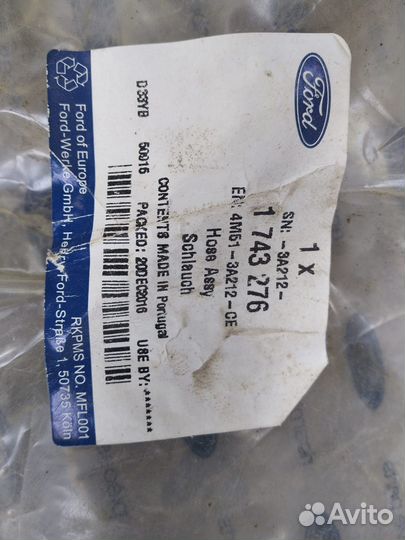 Ford
1 x
SN: -3A212-
1 743 276
EN: 4M51-3A212-CE
Hose Assy
Schlauch
CONTENTS MADE IN Portugal
PACKED: 20DEC2016 USE BY: *******
D33YB 50015
Ford of Europe
Ford-Werke GmbH, Henry-Ford-Straße 1, 50735 Köln
RKPMS NO. MFL001
Avito